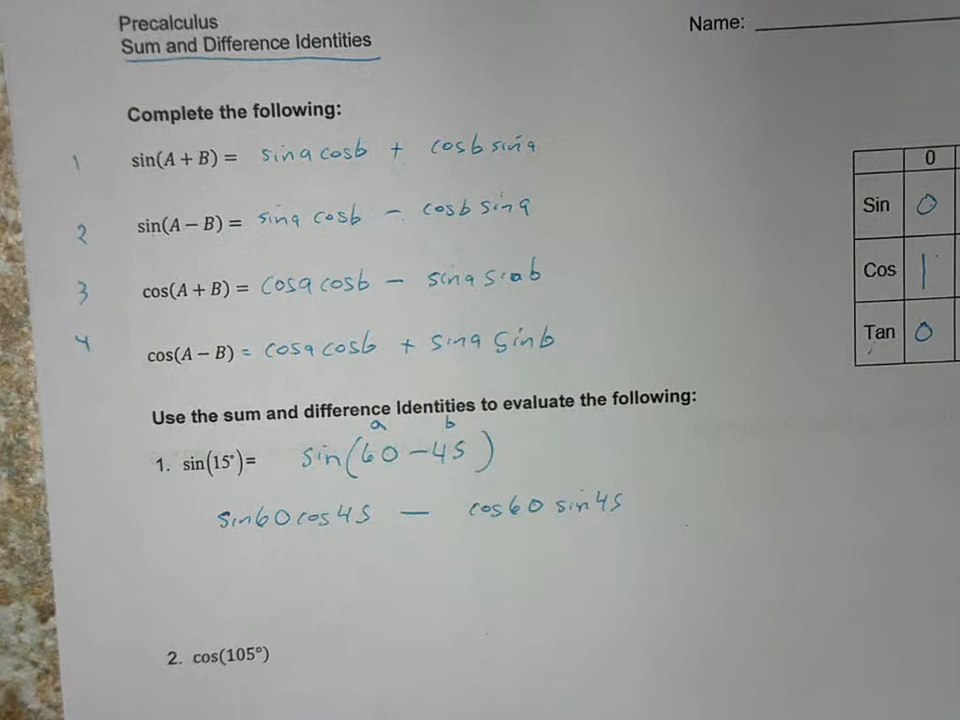 Precalculus
Name:
Sum and Difference Identities
Complete the following:
1 sin(A + B) = sina cosb + cosb sina
2 sin(A − B) = sina cosb − cosb sina
3 cos(A + B) = cosa cosb − sina sinb
4 cos(A − B) = cosa cosb + sina sinb
0
Sin 0
Cos 1
Tan 0
Use the sum and difference Identities to evaluate the following:
a b
1. sin(15°)= sin(60 − 45)
sin60 cos45 − cos60 sin45
2. cos(105°)